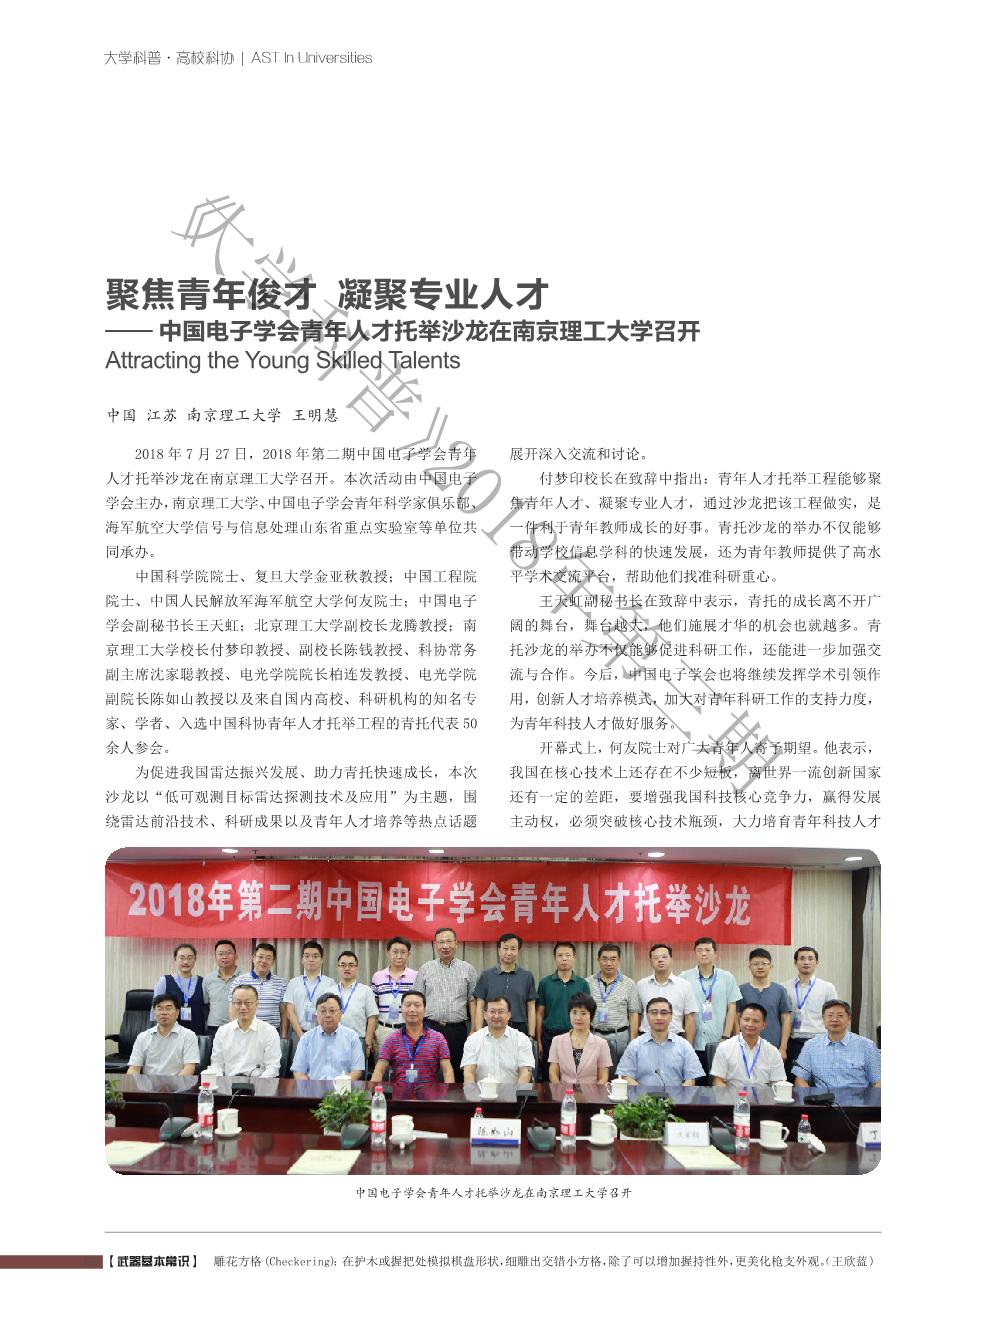 大学科普·高校科协 | AST In Universities
聚焦青年俊才 凝聚专业人才
—— 中国电子学会青年人才托举沙龙在南京理工大学召开
Attracting the Young Skilled Talents
中国 江苏 南京理工大学 王明慧
2018 年 7 月 27 日，2018 年第二期中国电子学会青年
人才托举沙龙在南京理工大学召开。本次活动由中国电子
学会主办，南京理工大学、中国电子学会青年科学家俱乐部、
海军航空大学信号与信息处理山东省重点实验室等单位共
同承办。
中国科学院院士、复旦大学金亚秋教授；中国工程院
院士、中国人民解放军海军航空大学何友院士；中国电子
学会副秘书长王天虹；北京理工大学副校长龙腾教授；南
京理工大学校长付梦印教授、副校长陈钱教授、科协常务
副主席沈家聪教授、电光学院院长柏连发教授、电光学院
副院长陈如山教授以及来自国内高校、科研机构的知名专
家、学者、入选中国科协青年人才托举工程的青托代表 50
余人参会。
为促进我国雷达振兴发展、助力青托快速成长，本次
沙龙以“低可观测目标雷达探测技术及应用”为主题，围
绕雷达前沿技术、科研成果以及青年人才培养等热点话题
展开深入交流和讨论。
付梦印校长在致辞中指出：青年人才托举工程能够聚
焦青年人才、凝聚专业人才，通过沙龙把该工程做实，是
一件利于青年教师成长的好事。青托沙龙的举办不仅能够
带动学校信息学科的快速发展，还为青年教师提供了高水
平学术交流平台，帮助他们找准科研重心。
王天虹副秘书长在致辞中表示，青托的成长离不开广
阔的舞台，舞台越大，他们施展才华的机会也就越多。青
托沙龙的举办不仅能够促进科研工作，还能进一步加强交
流与合作。今后，中国电子学会也将继续发挥学术引领作
用，创新人才培养模式，加大对青年科研工作的支持力度，
为青年科技人才做好服务。
开幕式上，何友院士对广大青年人寄予期望。他表示，
我国在核心技术上还存在不少短板，离世界一流创新国家
还有一定的差距，要增强我国科技核心竞争力，赢得发展
主动权，必须突破核心技术瓶颈，大力培育青年科技人才
《大学科普》2018年第三期
2018年第二期中国电子学会青年人才托举沙龙
陈如山
丁
中国电子学会青年人才托举沙龙在南京理工大学召开
【武器基本常识】 雕花方格(Checkering)：在护木或握把处模拟棋盘形状，细雕出交错小方格，除了可以增加握持性外，更美化枪支外观。（王欣蓝）